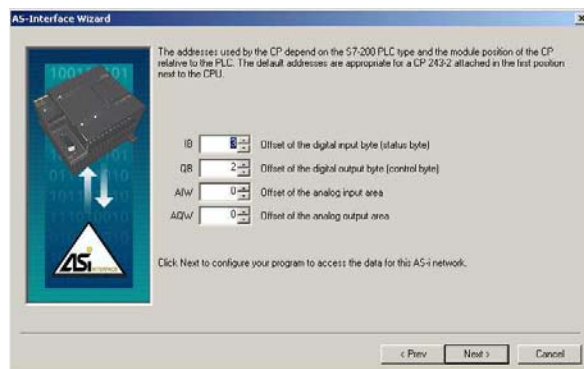 AS-Interface Wizard
The addresses used by the CP depend on the S7-200 PLC type and the module position of the CP
relative to the PLC. The default addresses are appropriate for a CP 243-2 attached in the first position
next to the CPU.
IB 3 Offset of the digital input byte (status byte)
QB 2 Offset of the digital output byte (control byte)
AIW 0 Offset of the analog input area
AQW 0 Offset of the analog output area
ASi INTERFACE
Click Next to configure your program to access the data for this AS-i network.
< Prev Next > Cancel